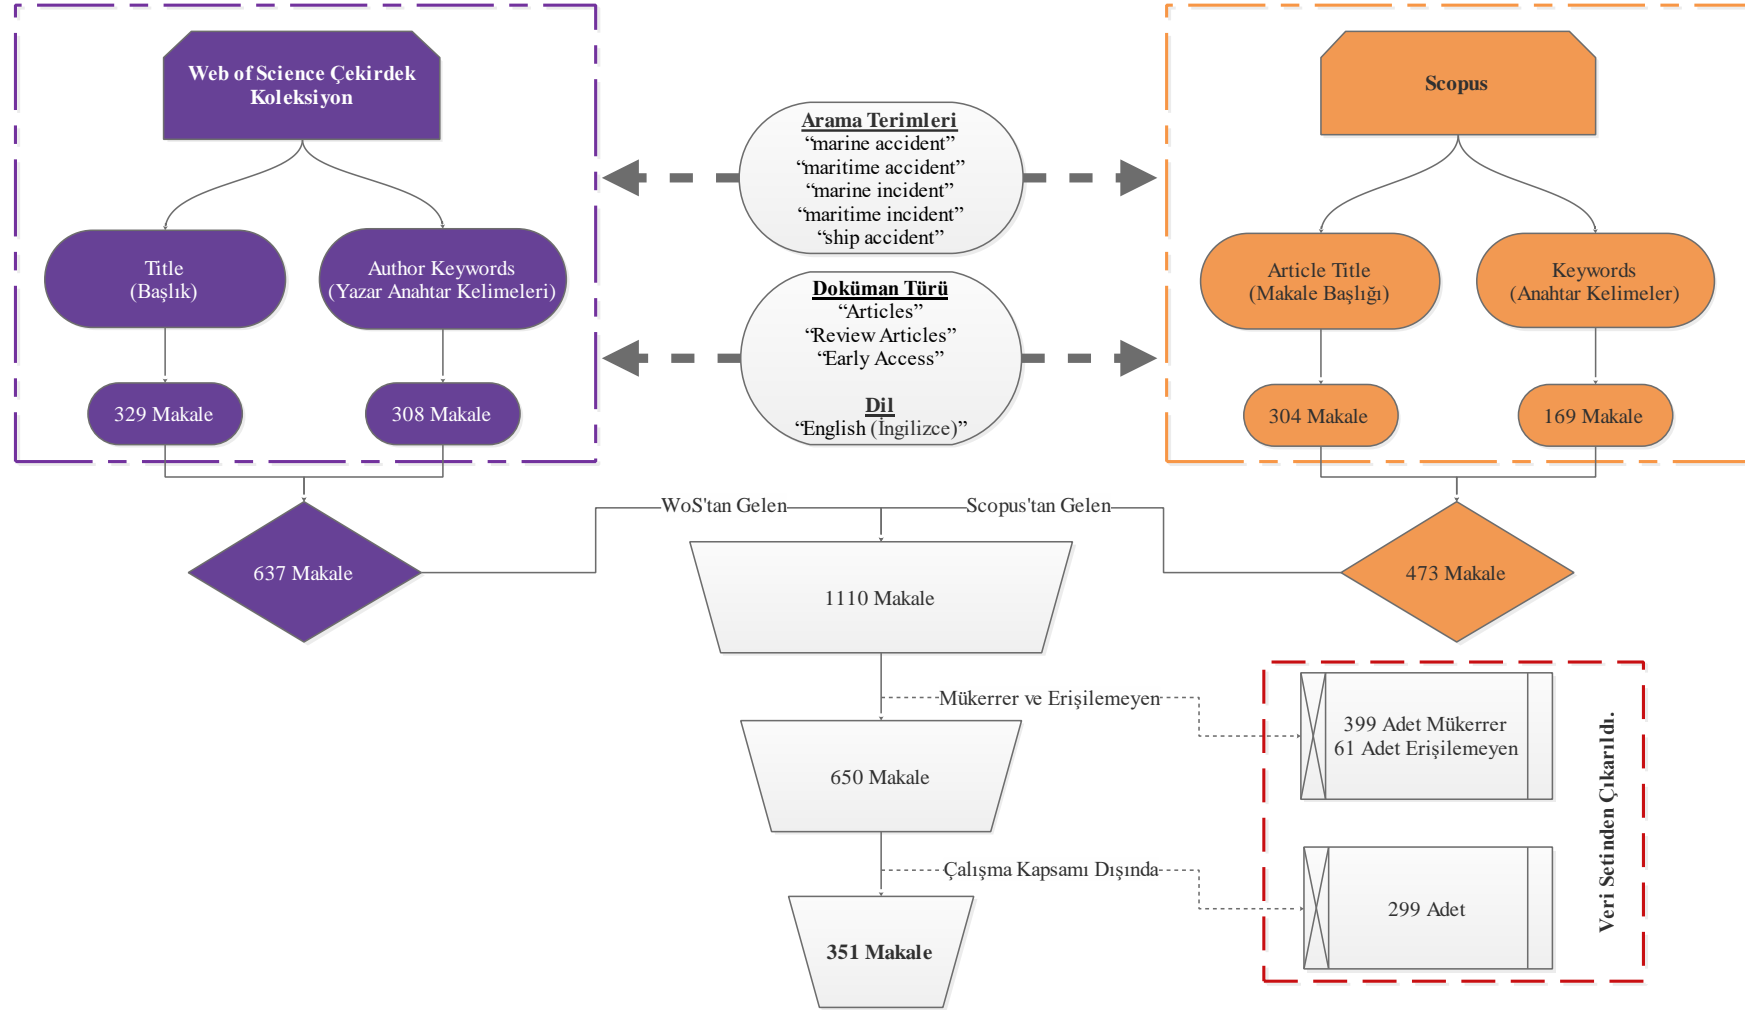 Web of Science Çekirdek
Koleksiyon
Title
(Başlık)
Author Keywords
(Yazar Anahtar Kelimeleri)
329 Makale
308 Makale
637 Makale
Arama Terimleri
“marine accident”
“maritime accident”
“marine incident”
“maritime incident”
“ship accident”
Doküman Türü
“Articles”
“Review Articles”
“Early Access”
Dil
“English (İngilizce)”
Scopus
Article Title
(Makale Başlığı)
Keywords
(Anahtar Kelimeler)
304 Makale
169 Makale
473 Makale
WoS'tan Gelen
Scopus'tan Gelen
1110 Makale
Mükerrer ve Erişilemeyen
399 Adet Mükerrer
61 Adet Erişilemeyen
650 Makale
Çalışma Kapsamı Dışında
299 Adet
Veri Setinden Çıkarıldı.
351 Makale